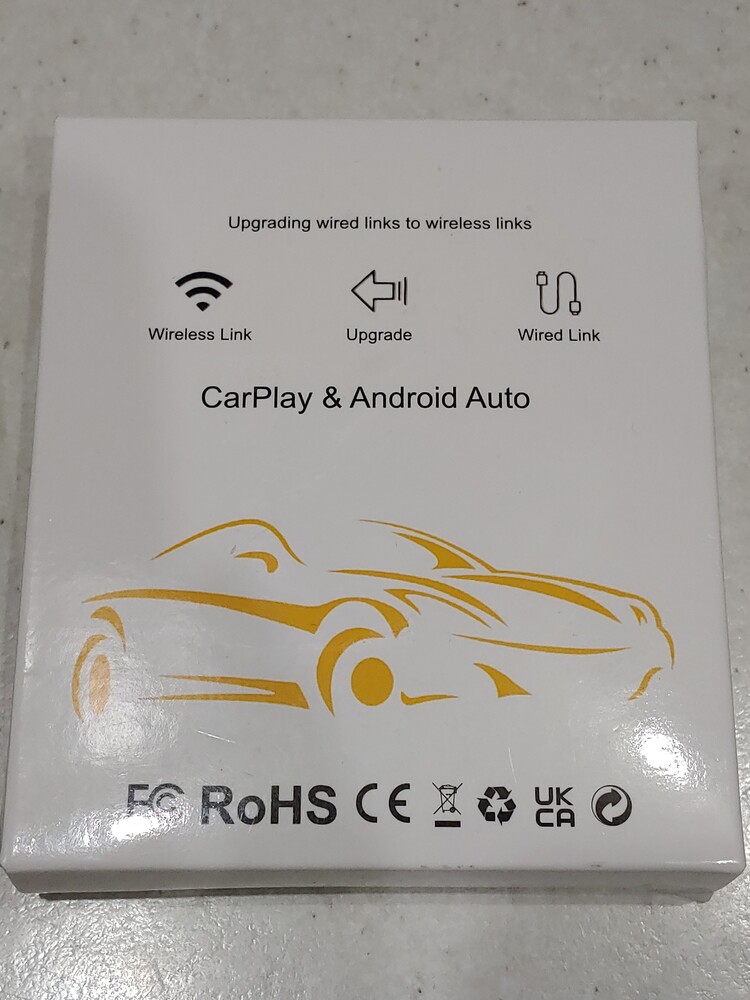 Upgrading wired links to wireless links
Wireless Link Upgrade Wired Link
CarPlay & Android Auto
FC RoHS CE UK
CA